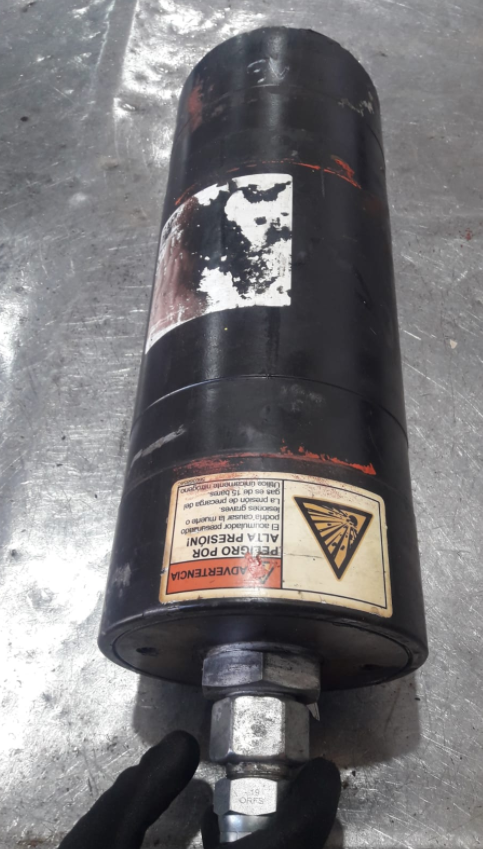 ADVERTENCIA
PELIGRO POR
ALTA PRESIÓN!
El acumulador presurizado
podría causar la muerte o
lesiones graves.
La presión de precarga del
gas es de 15 bares.
Utilice únicamente nitrógeno.
-19
ORFS